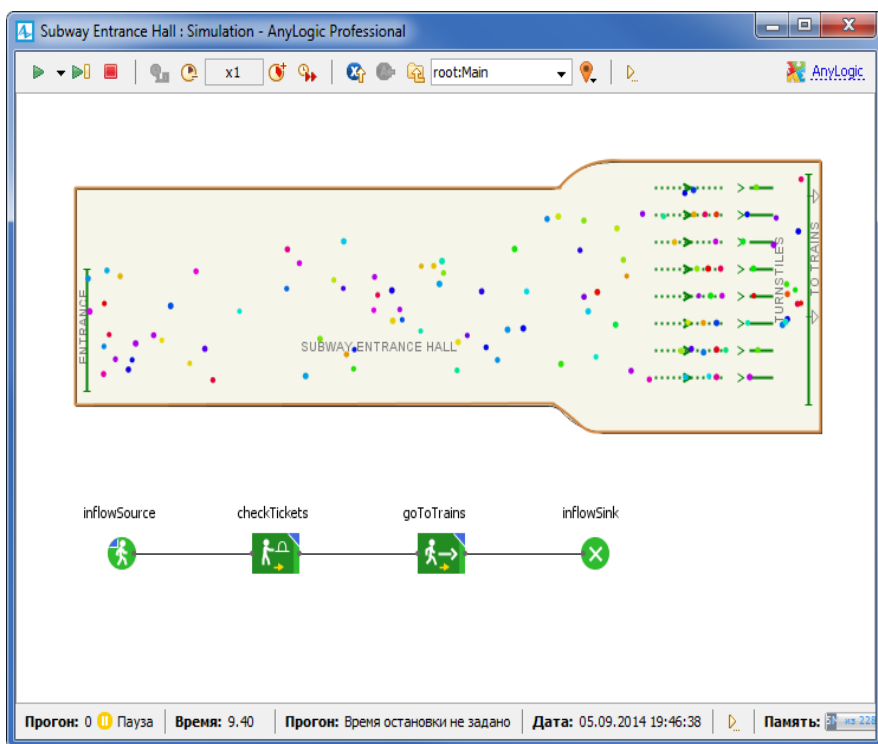 Subway Entrance Hall : Simulation - AnyLogic Professional
x1
root:Main
AnyLogic
ENTRANCE
SUBWAY ENTRANCE HALL
TURNSTILES
TO TRAINS
inflowSource
checkTickets
goToTrains
inflowSink
Прогон: 0 Пауза Время: 9.40 Прогон: Время остановки не задано Дата: 05.09.2014 19:46:38 Память: из 228